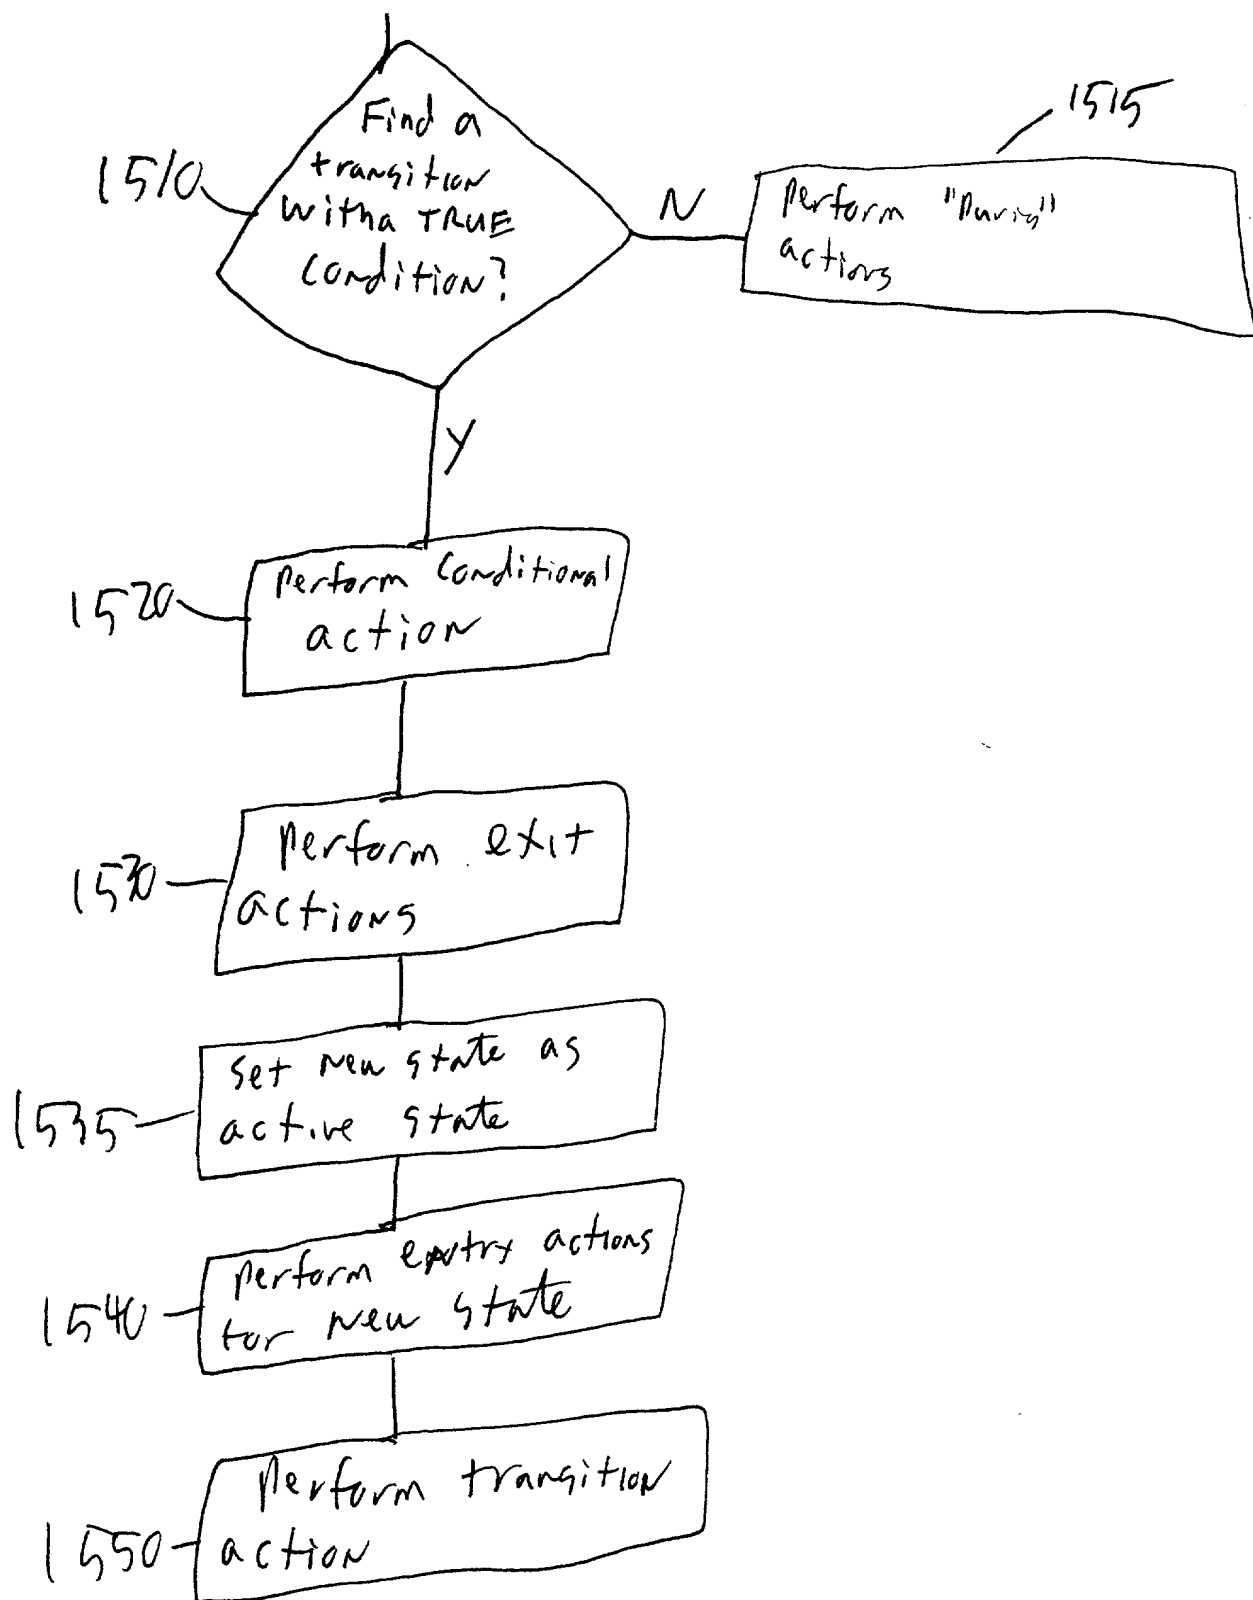 Find a
transition
with a TRUE
condition?
1510
N
1515
Perform "During"
actions
Y
1520
Perform conditional
action
1530
Perform exit
actions
1535
Set new state as
active state
1540
Perform entry actions
for new state
1550
Perform transition
action